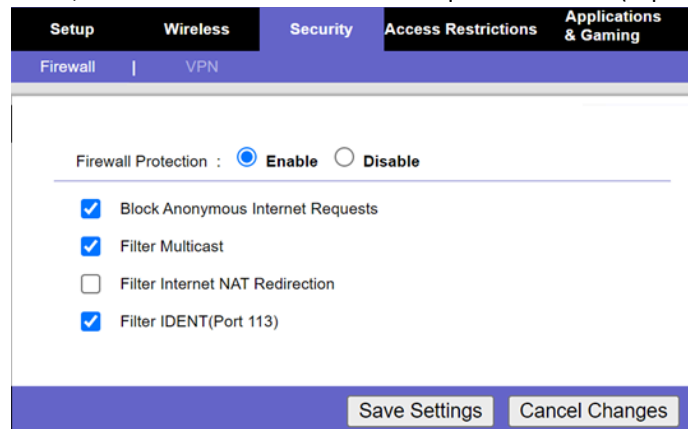 Setup Wireless Security Access Restrictions Applications & Gaming
Firewall | VPN
Firewall Protection : Enable Disable
Block Anonymous Internet Requests
Filter Multicast
Filter Internet NAT Redirection
Filter IDENT(Port 113)
Save Settings Cancel Changes